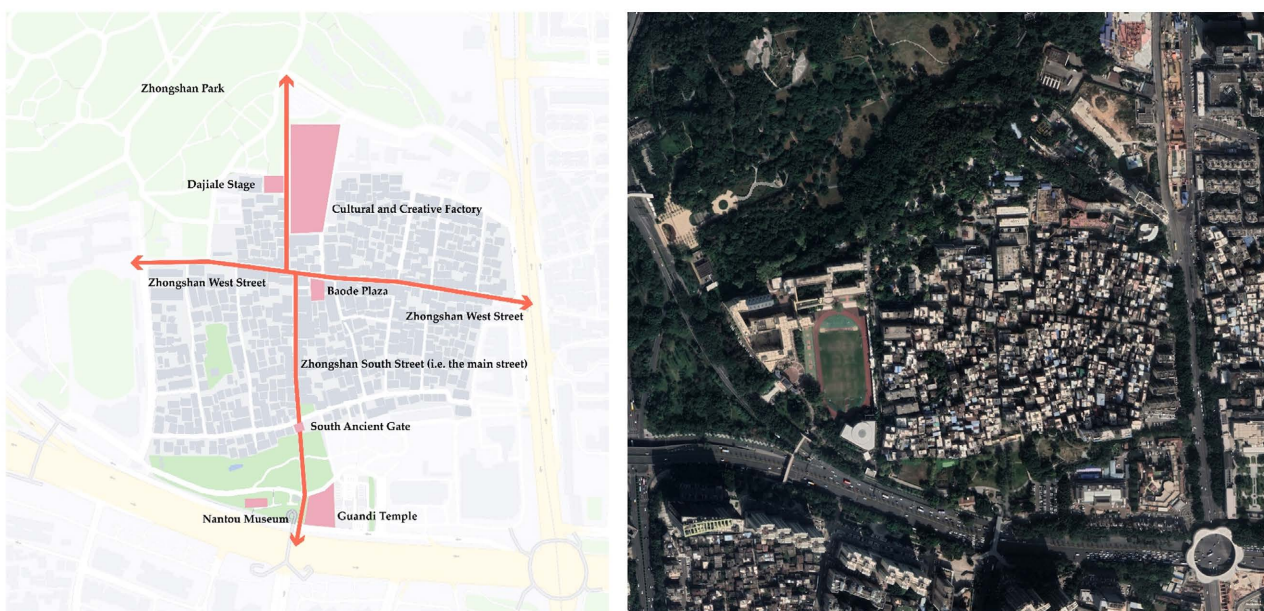 Zhongshan Park
Dajiale Stage
Cultural and Creative Factory
Zhongshan West Street
Baode Plaza
Zhongshan West Street
Zhongshan South Street (i.e. the main street)
South Ancient Gate
Nantou Museum
Guandi Temple